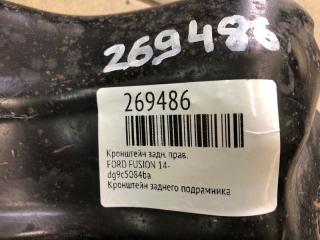 269486
269486
Кронштейн задн. прав.
FORD FUSION 14-
dg9c5084ba
Кронштейн заднего подрамника